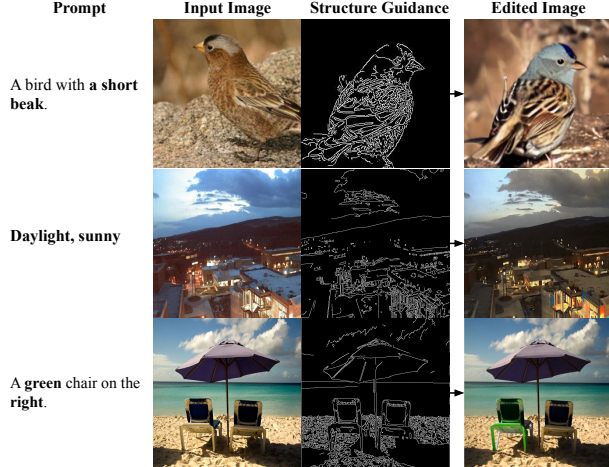 Prompt Input Image Structure Guidance Edited Image
A bird with a short
beak.
Daylight, sunny
A green chair on the
right.